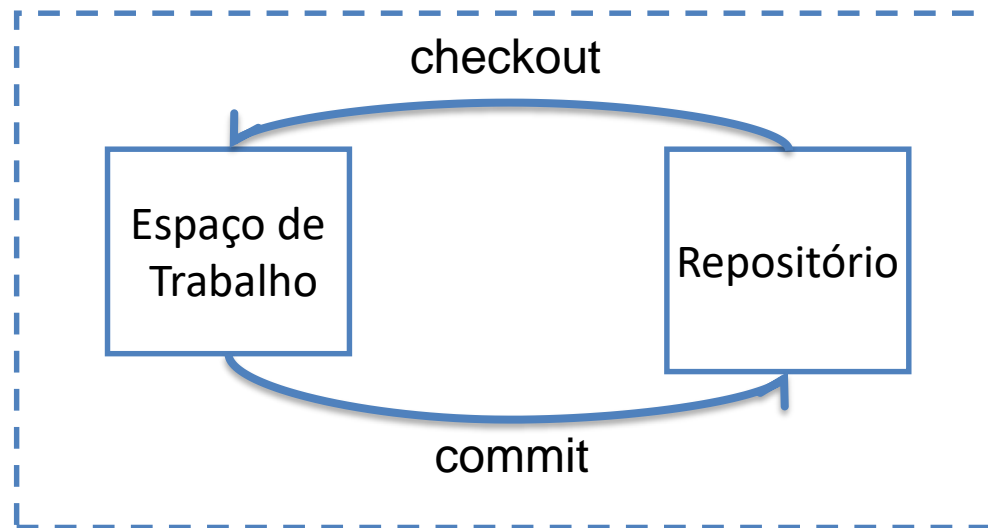 checkout
Espaço de
Trabalho
Repositório
commit